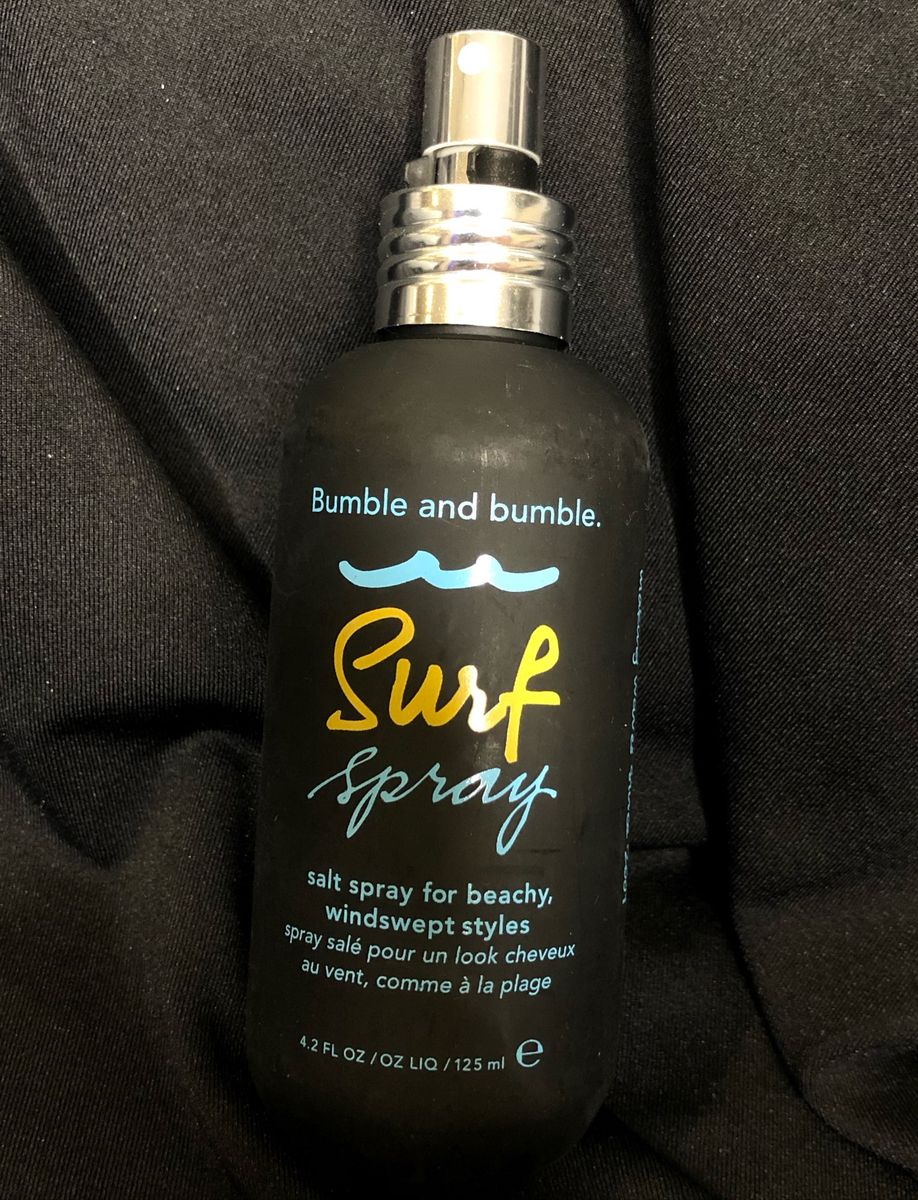 Bumble and bumble.
Surf
spray
salt spray for beachy,
windswept styles
spray salé pour un look cheveux
au vent, comme à la plage
4.2 FL OZ / OZ LIQ / 125 ml ℮